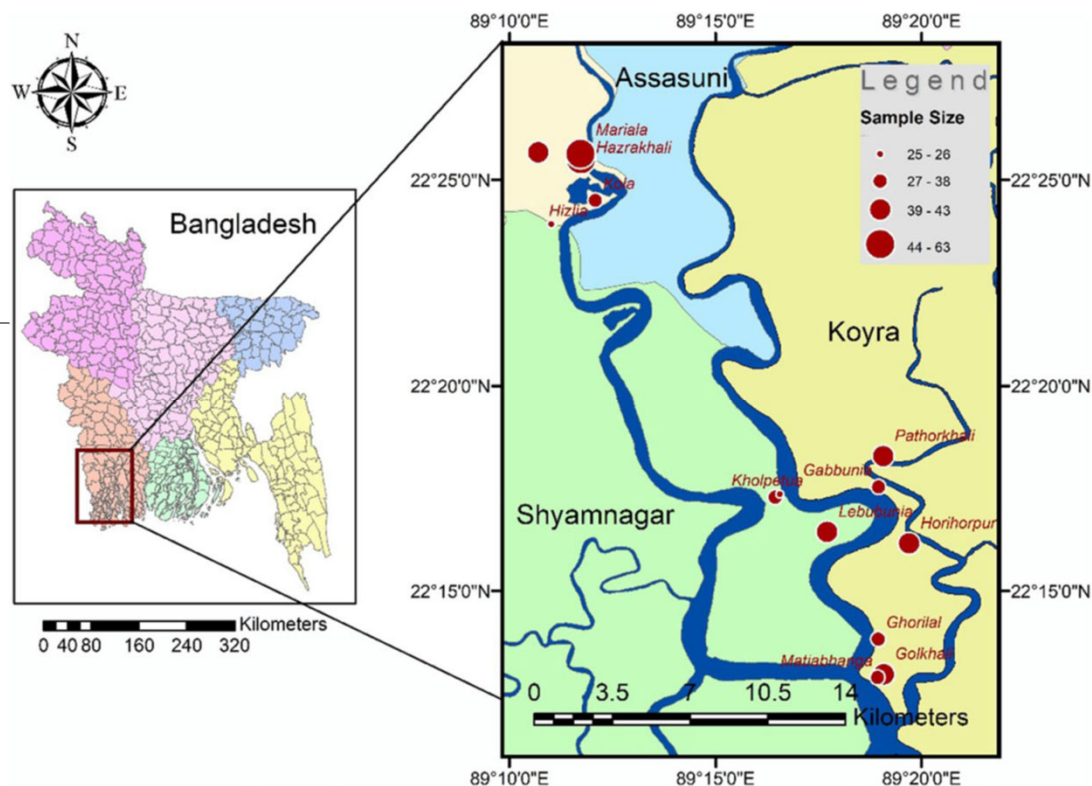 N
W E
S
Bangladesh
Kilometers
0 40 80 160 240 320
89°10'0"E 89°15'0"E 89°20'0"E
Assasuni
Legend
Sample Size
25 - 26
27 - 38
39 - 43
44 - 63
Mariala
Hazrakhali
22°25'0"N 22°25'0"N
Kola
Hizlia
Koyra
22°20'0"N 22°20'0"N
Pathorkhali
Gabbunia
Kholpetua
Lebubunia
Shyamnagar
Horihorpur
22°15'0"N 22°15'0"N
Ghorilal
Golkhali
Matiabhanga
0 3.5 7 10.5 14
Kilometers
89°10'0"E 89°15'0"E 89°20'0"E